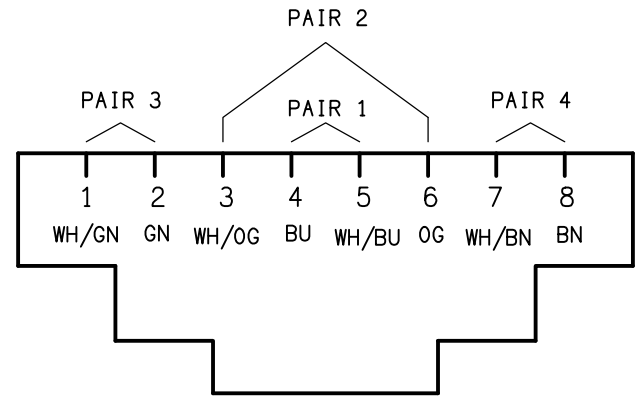 PAIR 2
PAIR 3 PAIR 1 PAIR 4
1 2 3 4 5 6 7 8
WH/GN GN WH/OG BU WH/BU OG WH/BN BN